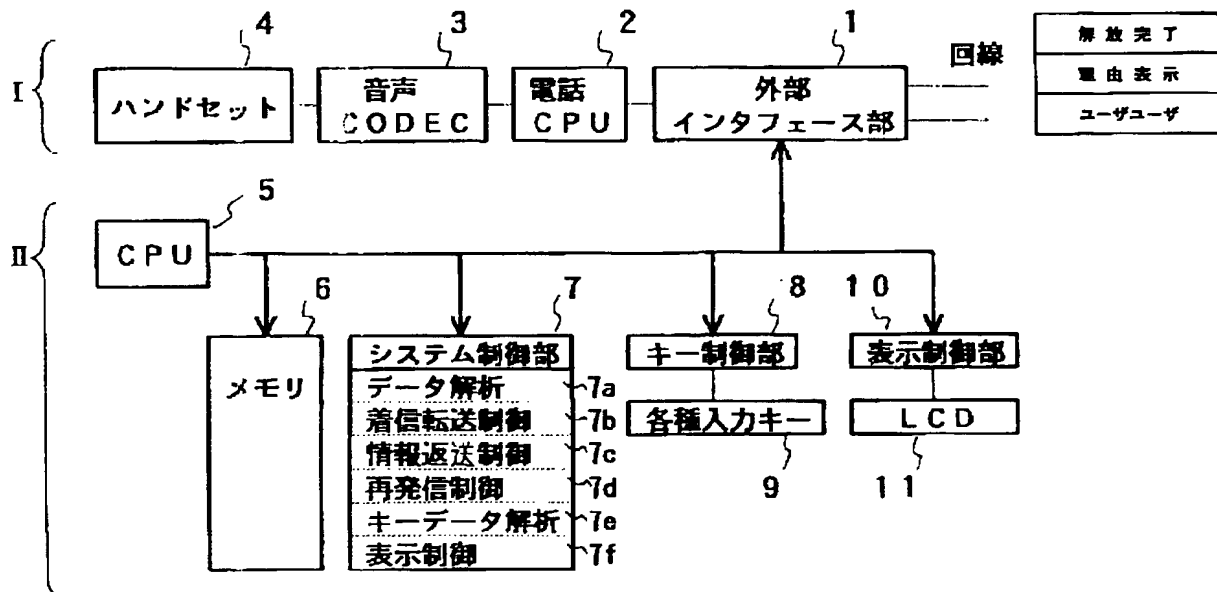 4
3
2
1
回線
解放完了
理由表示
ユーザユーザ
I
ハンドセット
音声
CODEC
電話
CPU
外部
インタフェース部
II
5
CPU
6
メモリ
7
システム制御部
データ解析 7a
着信転送制御 7b
情報返送制御 7c
再発信制御 7d
キーデータ解析 7e
表示制御 7f
8
キー制御部
各種入力キー
9
10
表示制御部
LCD
11